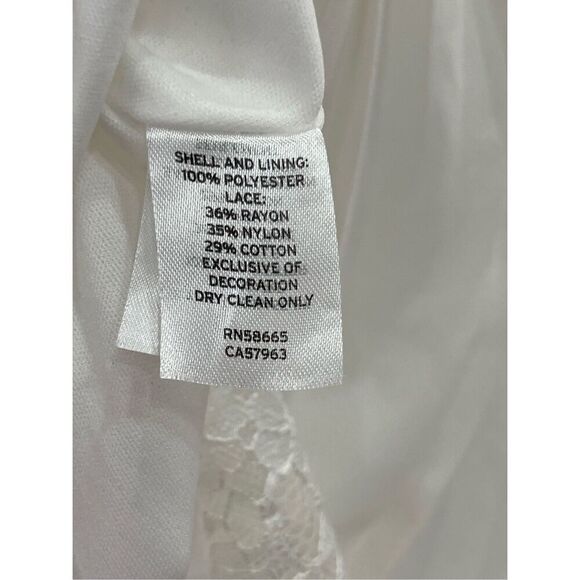 SHELL AND LINING:
100% POLYESTER
LACE:
36% RAYON
35% NYLON
29% COTTON
EXCLUSIVE OF
DECORATION
DRY CLEAN ONLY
RN58665
CA57963